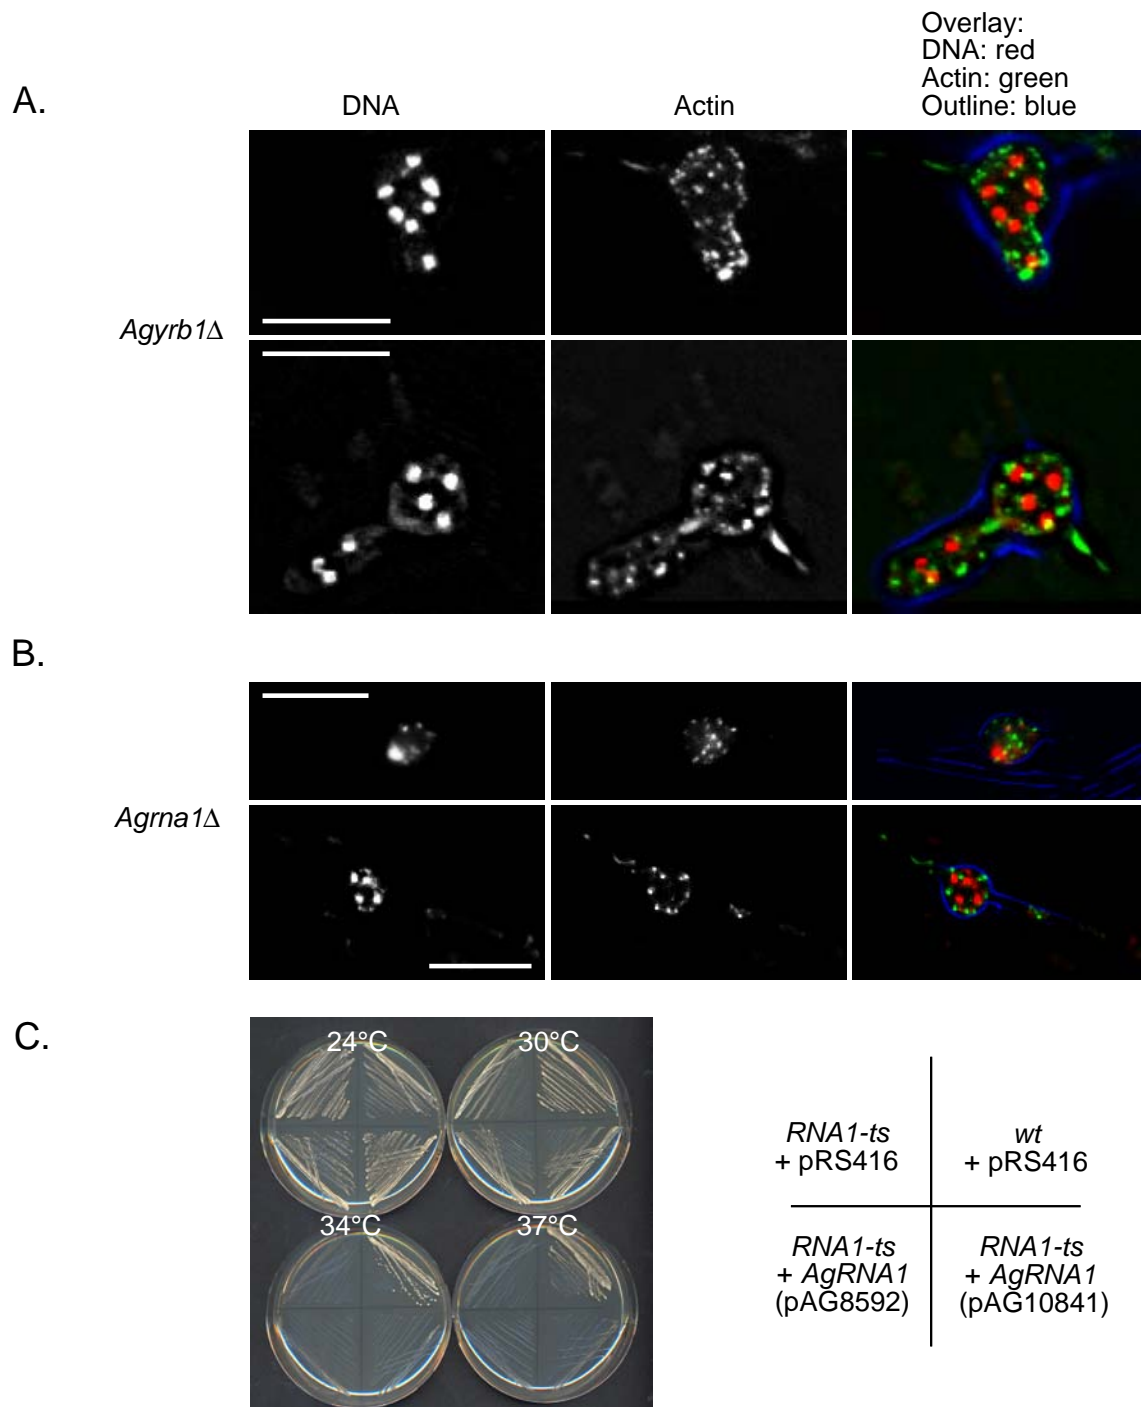 Overlay:
DNA: red
Actin: green
Outline: blue
A.
DNA
Actin
Agyrb1Δ
B.
Agrna1Δ
C.
24°C
30°C
34°C
37°C
RNA1-ts
+ pRS416
wt
+ pRS416
RNA1-ts
+ AgRNA1
(pAG8592)
RNA1-ts
+ AgRNA1
(pAG10841)